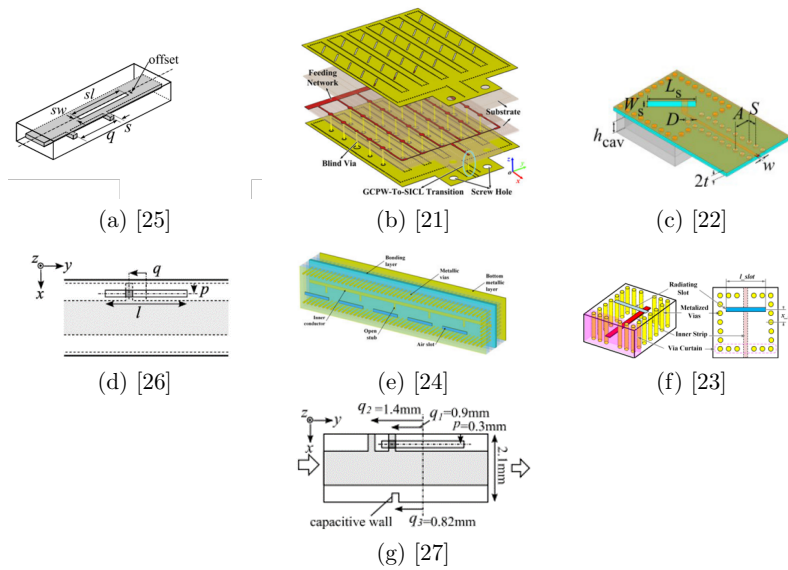 offset
sl
sw
s
q
(a) [25]
Feeding
Network
Substrate
Blind Via
GCPW-To-SICL Transition
Screw Hole
z
o
x
(b) [21]
Lₛ
Wₛ
A
S
D
h_cav
w
2t
(c) [22]
z
y
x
q
p
l
(d) [26]
Bonding
layer
Metallic
vias
Bottom
metallic
layer
Inner
conductor
Open
stub
Air slot
(e) [24]
l_slot
Radiating
Slot
Metalized
Vias
Inner Strip
Via Curtain
(f) [23]
q₂=1.4mm
q₁=0.9mm
z
y
p=0.3mm
x
2.1mm
capacitive wall
q₃=0.82mm
(g) [27]